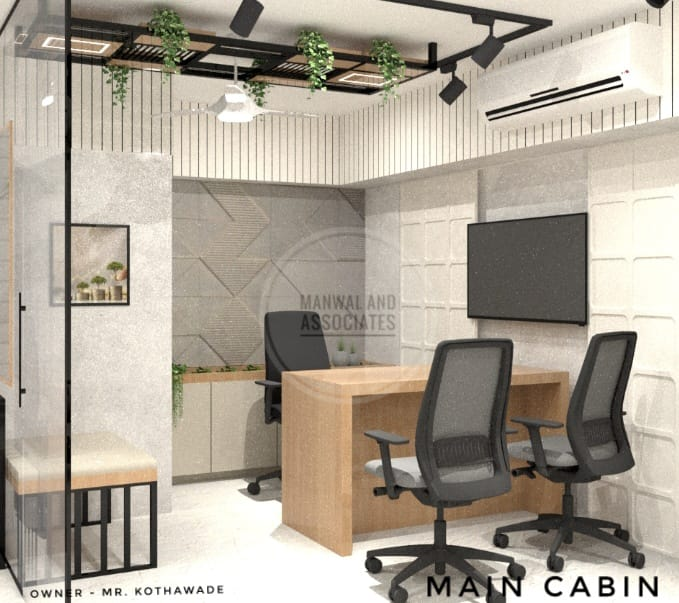 MANWAL AND
ASSOCIATES
OWNER - MR. KOTHAWADE
MAIN CABIN